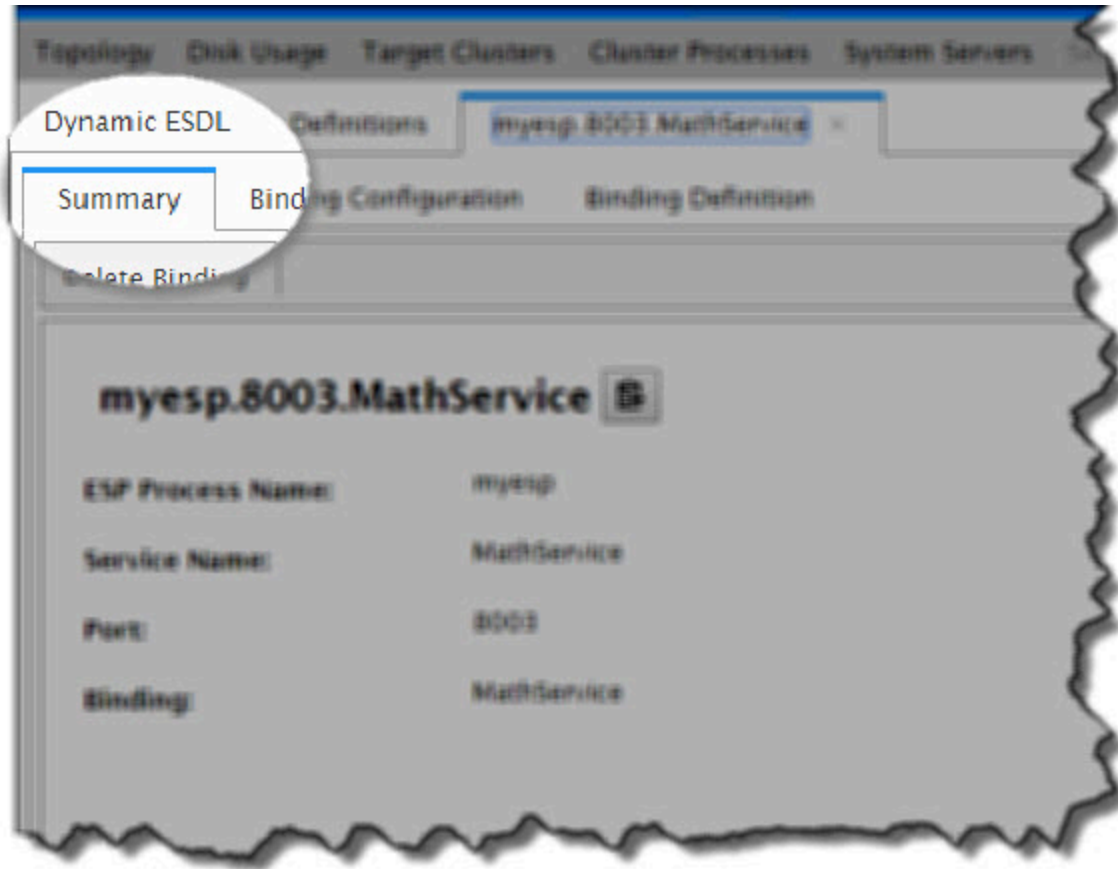 Topology Disk Usage Target Clusters Cluster Processes System Servers
Dynamic ESDL Definitions myesp.8003.MathService ×
Summary Binding Configuration Binding Definition
Delete Binding
myesp.8003.MathService
ESP Process Name: myesp
Service Name: MathService
Port: 8003
Binding: MathService